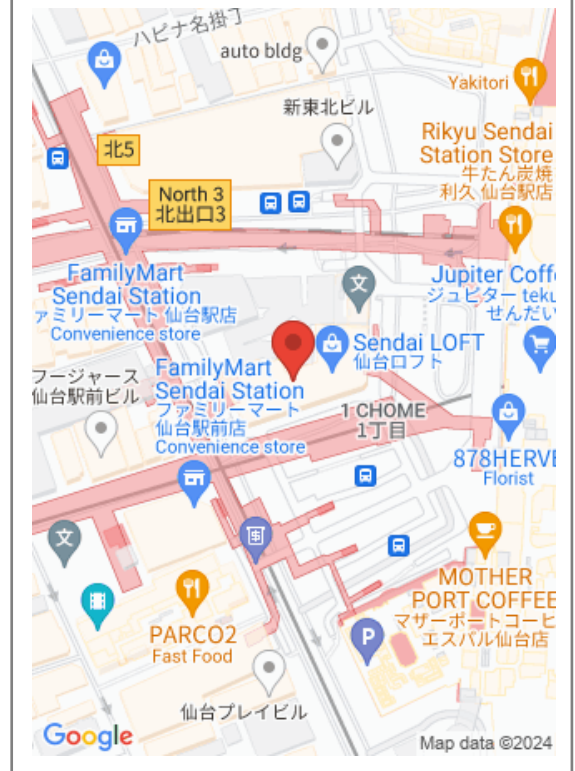 ハピナ名掛丁
auto bldg
Yakitori
新東北ビル
Rikyu Sendai
Station Store
牛たん炭焼
利久 仙台駅店
北5
North 3
北出口3
FamilyMart
Sendai Station
ァミリーマート 仙台駅店
Convenience store
Jupiter Coff
ジュピター teku
せんだい
文
Sendai LOFT
仙台ロフト
フージャース
仙台駅前ビル
FamilyMart
Sendai Station
ファミリーマート
仙台駅前店
Convenience store
1 CHOME
1丁目
878HERVE
Florist
文
MOTHER
PORT COFFEE
マザーポートコーヒ
エスパル仙台店
PARCO2
Fast Food
P
仙台プレイビル
Google
Map data ©2024